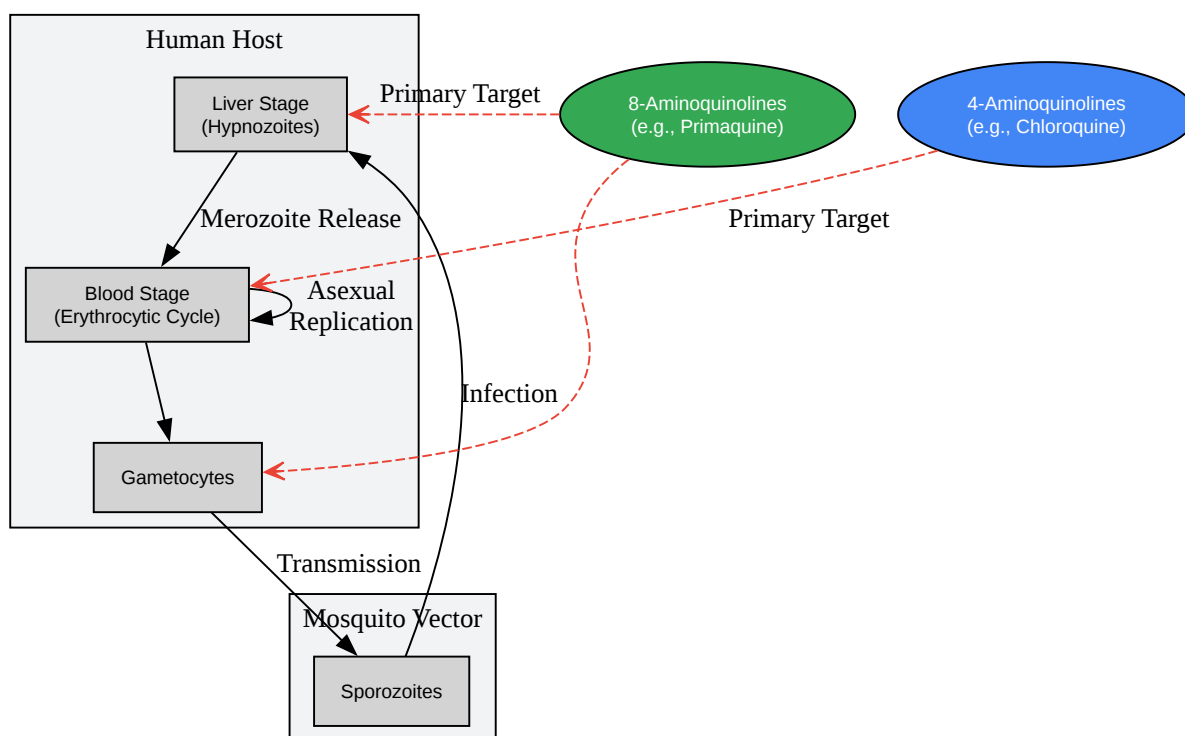 Human Host
Liver Stage
(Hypnozoites)
Primary Target
8-Aminoquinolines
(e.g., Primaquine)
4-Aminoquinolines
(e.g., Chloroquine)
Merozoite Release
Primary Target
Blood Stage
(Erythrocytic Cycle)
Asexual
Replication
Infection
Gametocytes
Transmission
Mosquito Vector
Sporozoites